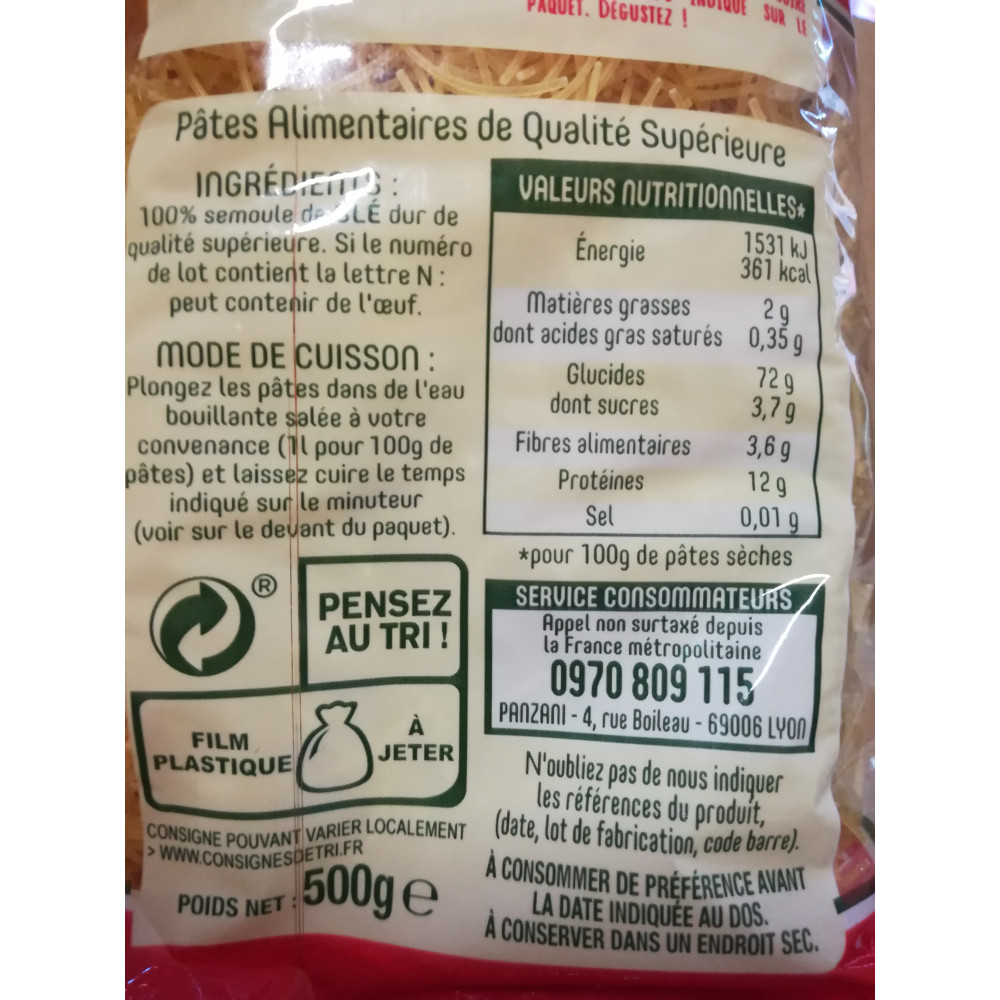 INDIQUÉ SUR LE
PAQUET. DÉGUSTEZ !
Pâtes Alimentaires de Qualité Supérieure
INGRÉDIENTS :
100% semoule de BLÉ dur de
qualité supérieure. Si le numéro
de lot contient la lettre N :
peut contenir de l'œuf.
MODE DE CUISSON :
Plongez les pâtes dans de l'eau
bouillante salée à votre
convenance (1l pour 100g de
pâtes) et laissez cuire le temps
indiqué sur le minuteur
(voir sur le devant du paquet).
VALEURS NUTRITIONNELLES*
Énergie 1531 kJ
361 kcal
Matières grasses 2 g
dont acides gras saturés 0,35 g
Glucides 72 g
dont sucres 3,7 g
Fibres alimentaires 3,6 g
Protéines 12 g
Sel 0,01 g
*pour 100g de pâtes sèches
®
PENSEZ
AU TRI !
FILM
PLASTIQUE
À
JETER
CONSIGNE POUVANT VARIER LOCALEMENT
> WWW.CONSIGNESDETRI.FR
POIDS NET : 500g e
SERVICE CONSOMMATEURS
Appel non surtaxé depuis
la France métropolitaine
0970 809 115
PANZANI - 4, rue Boileau - 69006 LYON
N'oubliez pas de nous indiquer
les références du produit,
(date, lot de fabrication, code barre).
À CONSOMMER DE PRÉFÉRENCE AVANT
LA DATE INDIQUÉE AU DOS.
À CONSERVER DANS UN ENDROIT SEC.